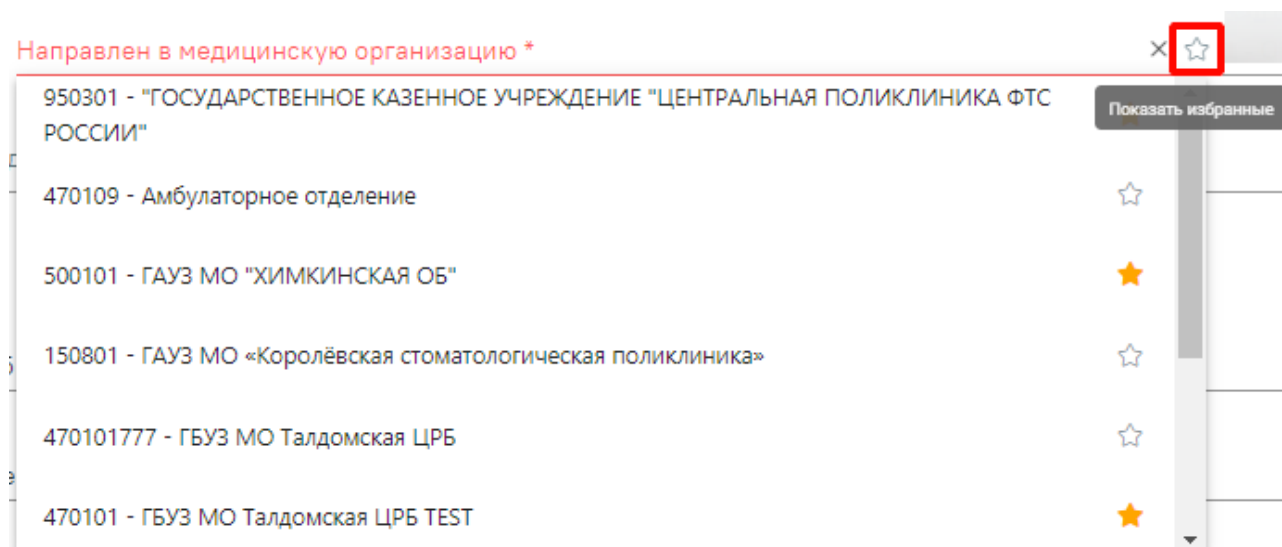 Направлен в медицинскую организацию *
950301 - "ГОСУДАРСТВЕННОЕ КАЗЕННОЕ УЧРЕЖДЕНИЕ "ЦЕНТРАЛЬНАЯ ПОЛИКЛИНИКА ФТС
РОССИИ"
Показать избранные
470109 - Амбулаторное отделение
500101 - ГАУЗ МО "ХИМКИНСКАЯ ОБ"
150801 - ГАУЗ МО «Королёвская стоматологическая поликлиника»
470101777 - ГБУЗ МО Талдомская ЦРБ
470101 - ГБУЗ МО Талдомская ЦРБ TEST